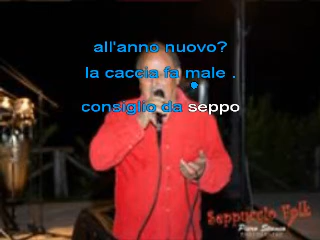 all'anno nuovo?
la caccia fa male .
consiglio da seppo
Seppuccio Folk